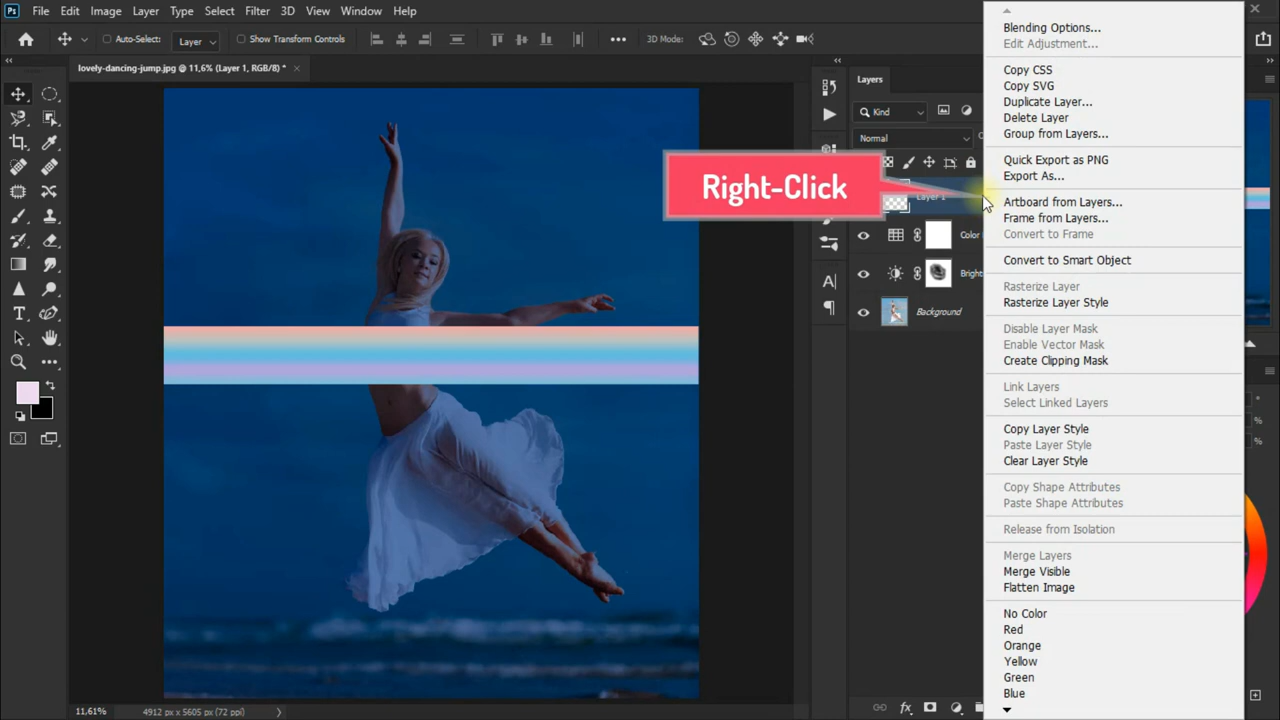 Ps File Edit Image Layer Type Select Filter 3D View Window Help
Auto-Select: Layer Show Transform Controls ••• 3D Mode:
lovely-dancing-jump.jpg @ 11,6% (Layer 1, RGB/8) * ×
Layers
Kind
Normal
Right-Click
Layer 1
Color
Brigh
Background
Blending Options...
Edit Adjustment...
Copy CSS
Copy SVG
Duplicate Layer...
Delete Layer
Group from Layers...
Quick Export as PNG
Export As...
Artboard from Layers...
Frame from Layers...
Convert to Frame
Convert to Smart Object
Rasterize Layer
Rasterize Layer Style
Disable Layer Mask
Enable Vector Mask
Create Clipping Mask
Link Layers
Select Linked Layers
Copy Layer Style
Paste Layer Style
Clear Layer Style
Copy Shape Attributes
Paste Shape Attributes
Release from Isolation
Merge Layers
Merge Visible
Flatten Image
No Color
Red
Orange
Yellow
Green
Blue
11,61% 4912 px x 5605 px (72 ppi)
fx